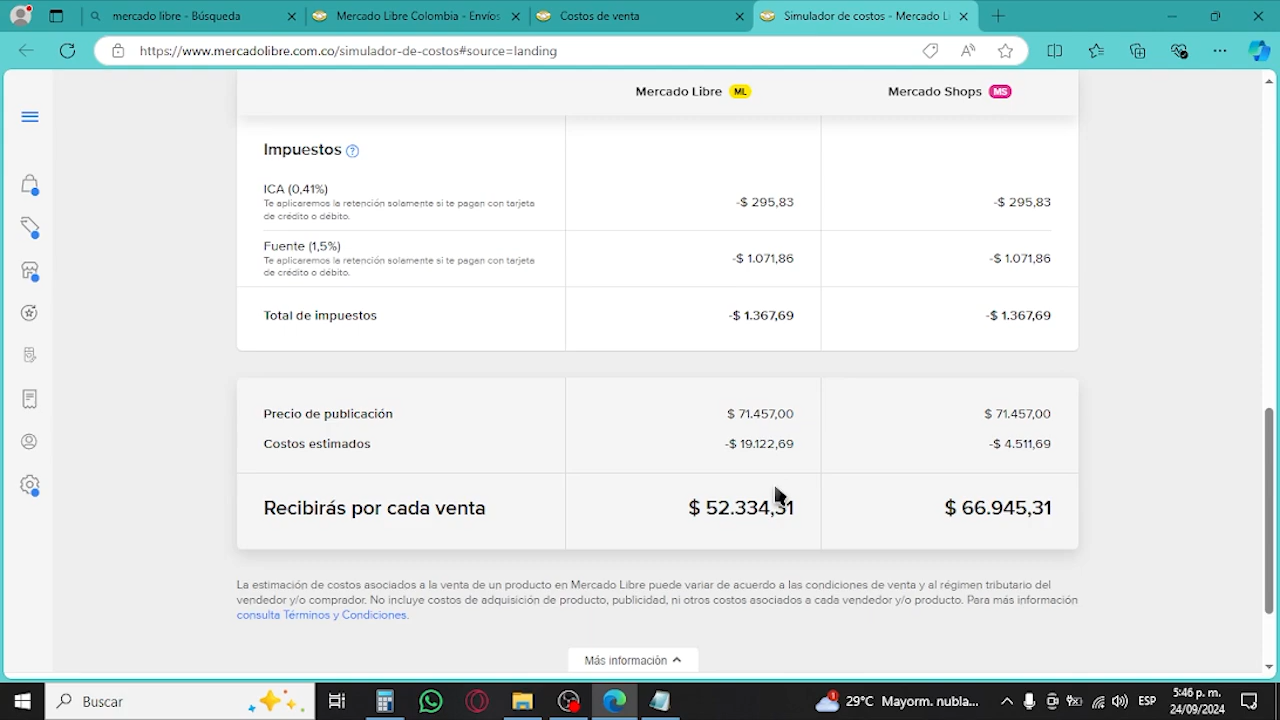 mercado libre - Búsqueda
Mercado Libre Colombia - Envíos
Costos de venta
Simulador de costos - Mercado Li
https://www.mercadolibre.com.co/simulador-de-costos#source=landing
Mercado Libre ML
Mercado Shops MS
Impuestos ?
ICA (0,41%)
Te aplicaremos la retención solamente si te pagan con tarjeta
de crédito o débito.
-$ 295,83
-$ 295,83
Fuente (1,5%)
Te aplicaremos la retención solamente si te pagan con tarjeta
de crédito o débito.
-$ 1.071,86
-$ 1.071,86
Total de impuestos
-$ 1.367,69
-$ 1.367,69
Precio de publicación
$ 71.457,00
$ 71.457,00
Costos estimados
-$ 19.122,69
-$ 4.511,69
Recibirás por cada venta
$ 52.334,31
$ 66.945,31
La estimación de costos asociados a la venta de un producto en Mercado Libre puede variar de acuerdo a las condiciones de venta y al régimen tributario del
vendedor y/o comprador. No incluye costos de adquisición de producto, publicidad, ni otros costos asociados a cada vendedor y/o producto. Para más información
consulta Términos y Condiciones.
Más información
Buscar
29°C Mayorm. nubla...
ESP
5:46 p. m.
24/09/2024